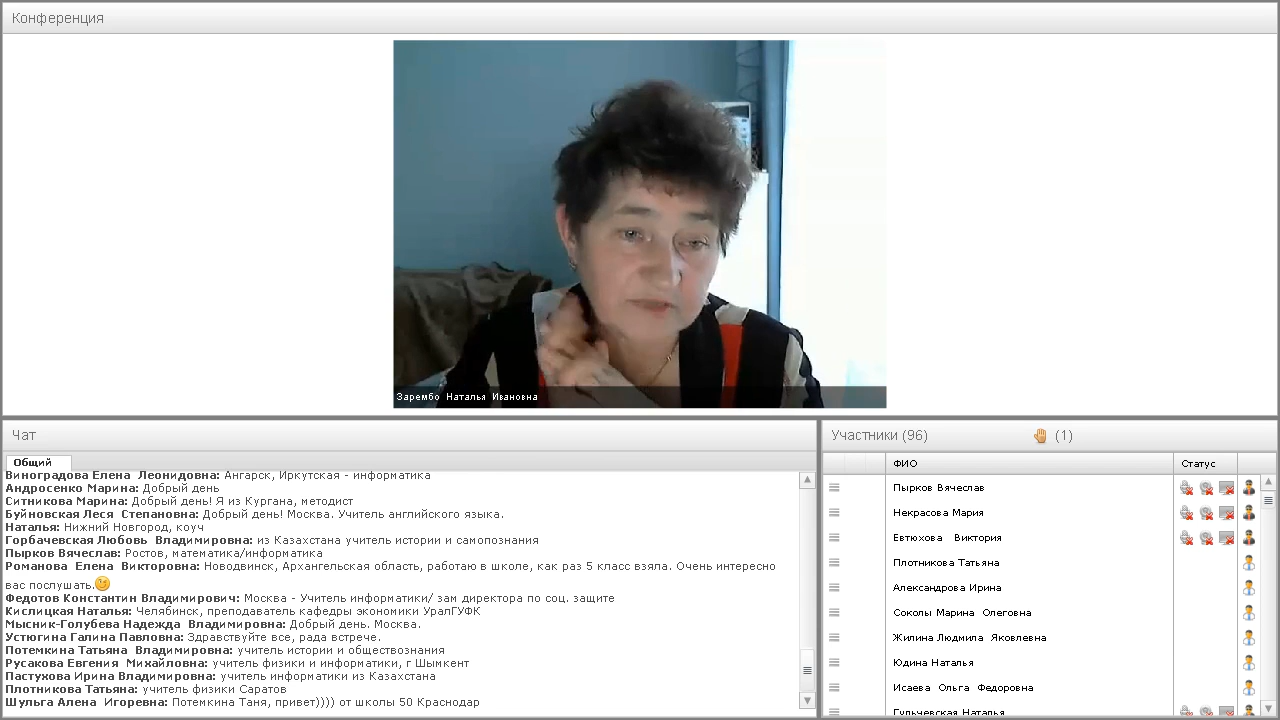 Конференция
Зарембо Наталья Ивановна
Чат
Общий
Виноградова Елена Леонидовна: Ангарск, Иркутская - информатика
Андросенко Марина: Добрый день
Ситникова Марина: Добрый день! Я из Кургана, методист
Буйновская Леся Степановна: Добрый день! Москва. Учитель английского языка.
Наталья: Нижний Новгород, коуч
Горбачевская Любовь Владимировна: из Казахстана учитель истории и самопознания
Пырков Вячеслав: Ростов, математика/информатика
Романова Елена Викторовна: Новодвинск, Архангельская область, работаю в школе, как раз 5 класс взяла. Очень интересно
вас послушать.
Федотов Константин Владимирович: Москва учитель информатики/ зам директора по соц. защите
Кислицкая Наталья: Челябинск, преподаватель кафедры экономики УралГУФК
Мысник-Голубева Надежда Владимировна: Добрый день. Москва
Устюгина Галина Павловна: Здравствуйте все, рада встрече.
Потемкина Татьяна Владимировна: учитель истории и обществознания
Русакова Евгения Михайловна: учитель физики и информатики г Шымкент
Пастухова Ирина Владимировна: учитель информатики из Казахстана
Плотникова Татьяна: учитель физики Саратов
Шульга Алена Игоревна: Потемкина Таня привет)))) от школы 20 Краснодар
Участники (96)
(1)
ФИО
Статус
Пырков Вячеслав
Некрасова Мария
Евтюхова Виктория
Плотникова Татьяна
Александрова Ирина
Соколы Марина Олеговна
Жижина Людмила Яковлевна
Юдина Наталья
Исаева Ольга Федоровна
Гульчевская Наталья